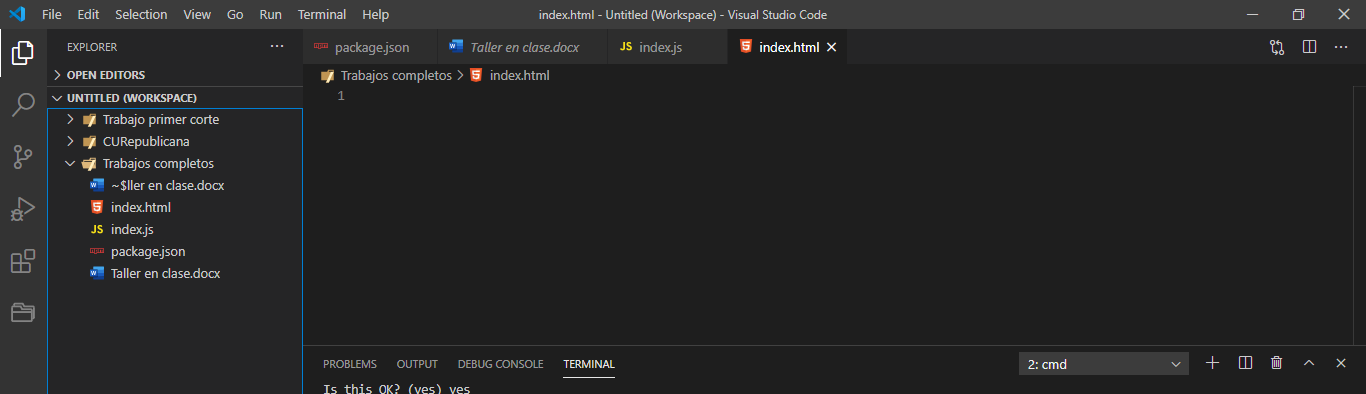 File Edit Selection View Go Run Terminal Help index.html - Untitled (Workspace) - Visual Studio Code
EXPLORER
package.json Taller en clase.docx JS index.js index.html
OPEN EDITORS
Trabajos completos > index.html
UNTITLED (WORKSPACE)
1
Trabajo primer corte
CURepublicana
Trabajos completos
~$ller en clase.docx
index.html
JS index.js
package.json
Taller en clase.docx
PROBLEMS OUTPUT DEBUG CONSOLE TERMINAL 2: cmd
Is this OK? (yes) yes